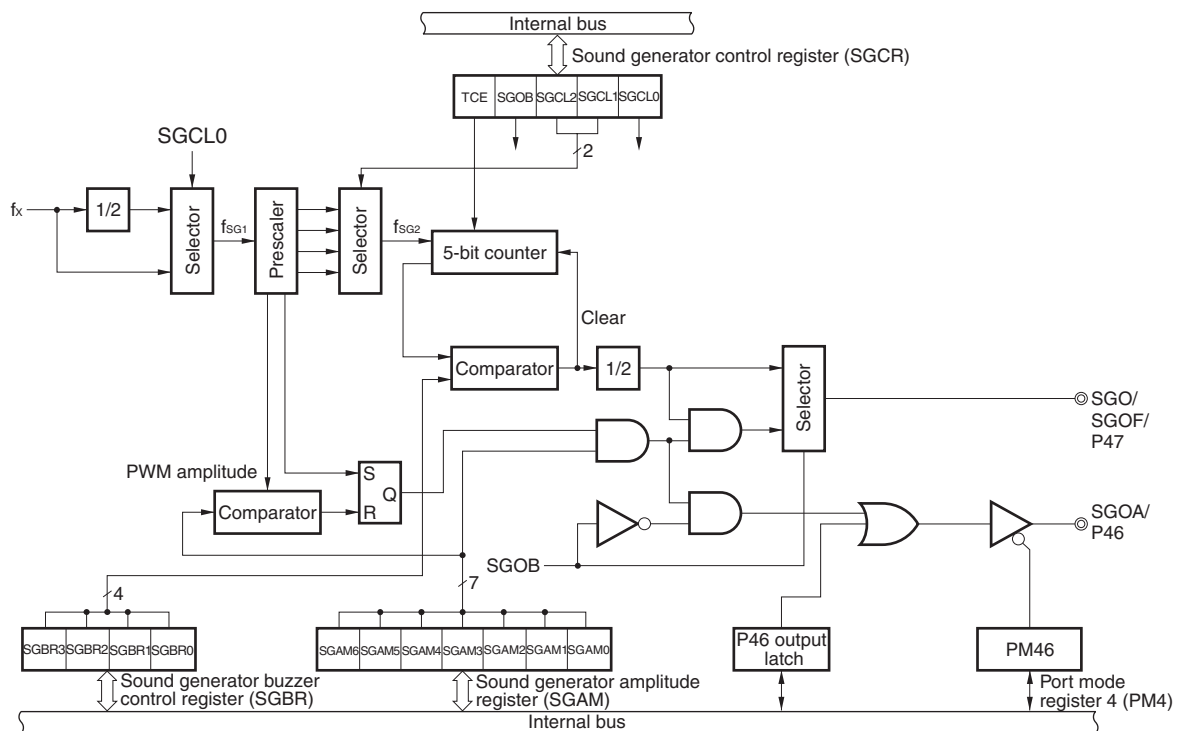 Internal bus
Sound generator control register (SGCR)
TCE SGOB SGCL2 SGCL1 SGCL0
2
SGCL0
fX
1/2
Selector
fSG1
Prescaler
Selector
fSG2
5-bit counter
Clear
Comparator
1/2
Selector
SGO/
SGOF/
P47
PWM amplitude
S
Q
R
Comparator
SGOB
SGOA/
P46
4
7
SGBR3 SGBR2 SGBR1 SGBR0
SGAM6 SGAM5 SGAM4 SGAM3 SGAM2 SGAM1 SGAM0
P46 output
latch
PM46
Sound generator buzzer
control register (SGBR)
Sound generator amplitude
register (SGAM)
Port mode
register 4 (PM4)
Internal bus